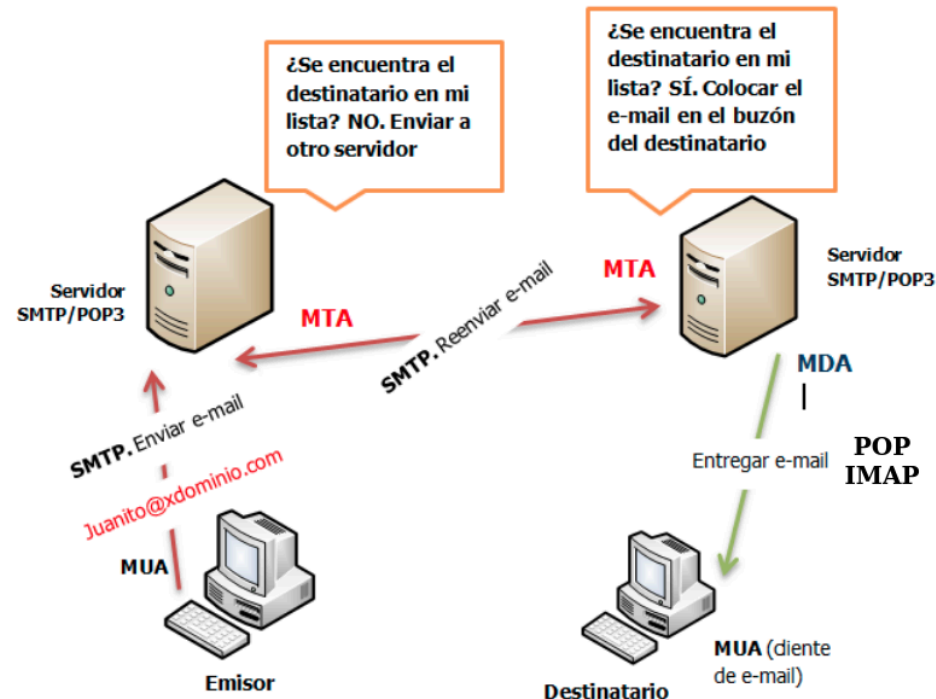 ¿Se encuentra el
destinatario en mi
lista? NO. Enviar a
otro servidor
¿Se encuentra el
destinatario en mi
lista? SÍ. Colocar el
e-mail en el buzón
del destinatario
Servidor
SMTP/POP3
MTA
SMTP. Reenviar e-mail
MTA
Servidor
SMTP/POP3
SMTP. Enviar e-mail
Juanito@xdominio.com
MUA
Emisor
MDA
|
Entregar e-mail
POP
IMAP
MUA (diente
de e-mail)
Destinatario